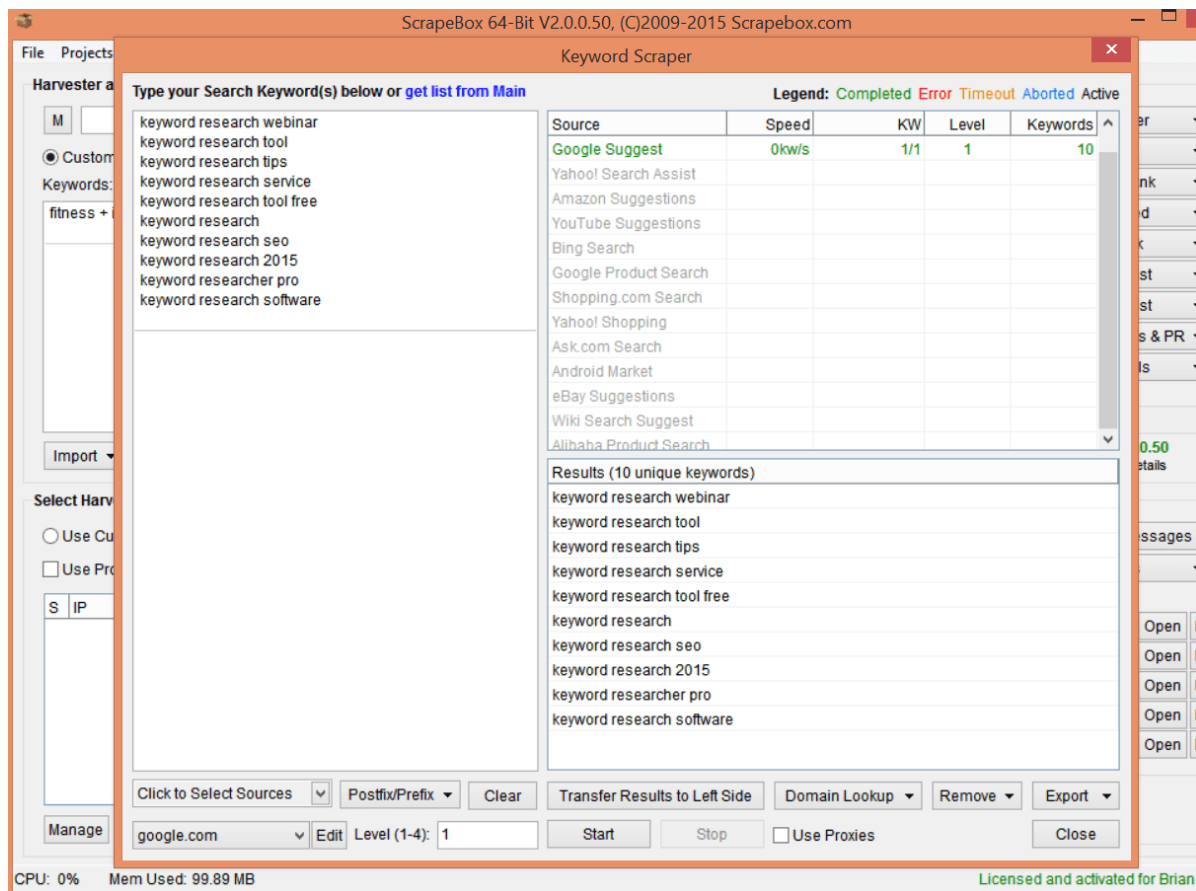 ScrapeBox 64-Bit V2.0.0.50, (C)2009-2015 Scrapebox.com
File Projects
Keyword Scraper
Harvester
M
Custom
Keywords:
fitness +
Import
Select Harv
Use Cu
Use Pro
S IP
Manage
Type your Search Keyword(s) below or get list from Main
keyword research webinar
keyword research tool
keyword research tips
keyword research service
keyword research tool free
keyword research
keyword research seo
keyword research 2015
keyword researcher pro
keyword research software
Legend: Completed Error Timeout Aborted Active
Source Speed KW Level Keywords
Google Suggest 0kw/s 1/1 1 10
Yahoo! Search Assist
Amazon Suggestions
YouTube Suggestions
Bing Search
Google Product Search
Shopping.com Search
Yahoo! Shopping
Ask.com Search
Android Market
eBay Suggestions
Wiki Search Suggest
Alibaba Product Search
Results (10 unique keywords)
keyword research webinar
keyword research tool
keyword research tips
keyword research service
keyword research tool free
keyword research
keyword research seo
keyword research 2015
keyword researcher pro
keyword research software
Click to Select Sources Postfix/Prefix Clear
Transfer Results to Left Side Domain Lookup Remove Export
google.com Edit Level (1-4): 1
Start Stop Use Proxies Close
er
nk
ed
k
st
st
s & PR
ls
0.50
etails
essages
s
Open
Open
Open
Open
Open
CPU: 0% Mem Used: 99.89 MB
Licensed and activated for Brian